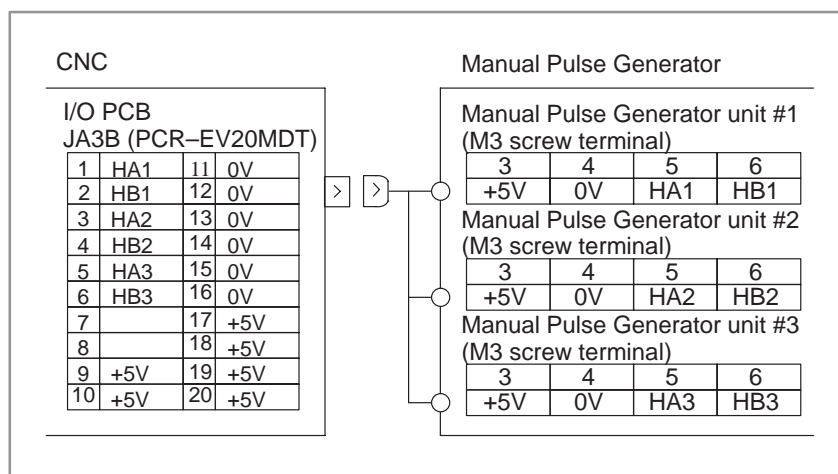 CNC
I/O PCB
JA3B (PCR–EV20MDT)
1 HA1 11 0V
2 HB1 12 0V
3 HA2 13 0V
4 HB2 14 0V
5 HA3 15 0V
6 HB3 16 0V
7 17 +5V
8 18 +5V
9 +5V 19 +5V
10 +5V 20 +5V
Manual Pulse Generator
Manual Pulse Generator unit #1
(M3 screw terminal)
3 4 5 6
+5V 0V HA1 HB1
Manual Pulse Generator unit #2
(M3 screw terminal)
3 4 5 6
+5V 0V HA2 HB2
Manual Pulse Generator unit #3
(M3 screw terminal)
3 4 5 6
+5V 0V HA3 HB3